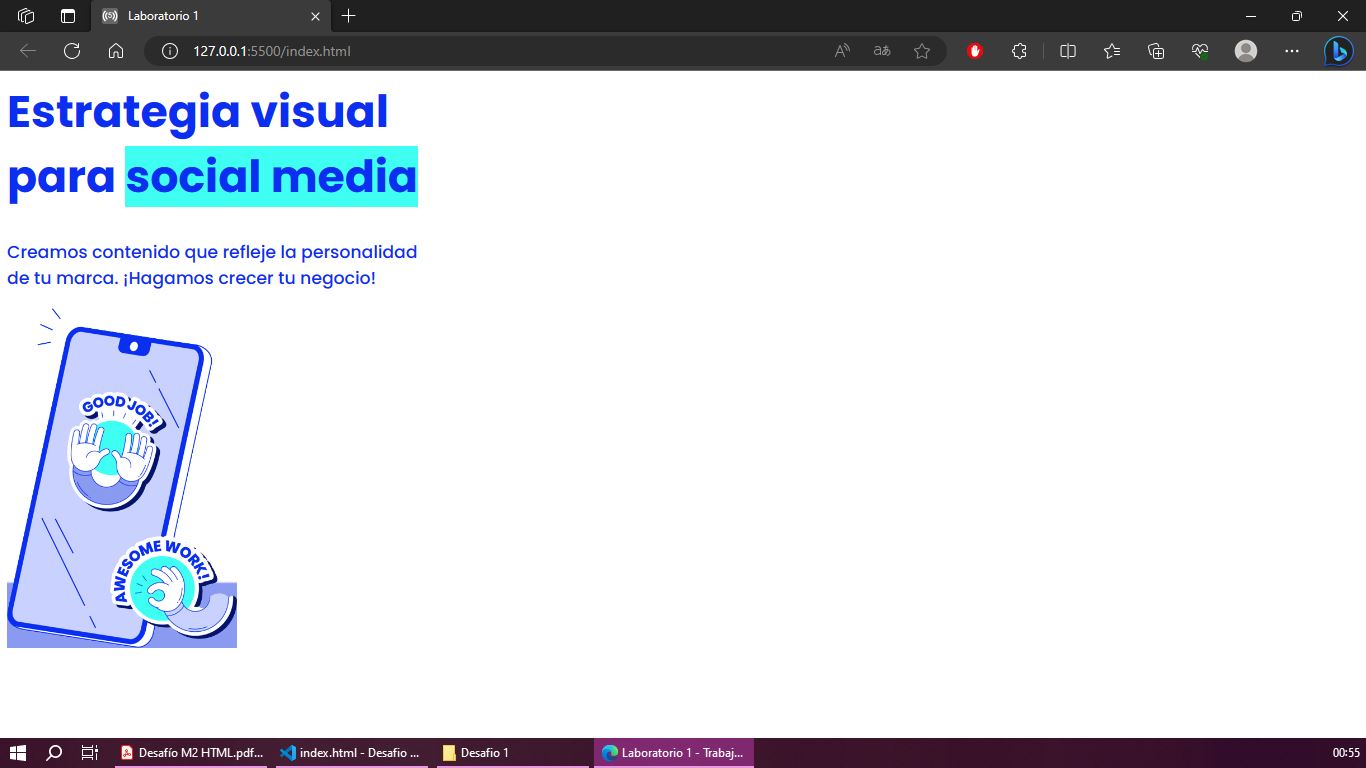 Laboratorio 1
127.0.0.1:5500/index.html
Estrategia visual
para social media
Creamos contenido que refleje la personalidad
de tu marca. ¡Hagamos crecer tu negocio!
GOOD JOB!
AWESOME WORK!
Desafío M2 HTML.pdf...
index.html - Desafio ...
Desafio 1
Laboratorio 1 - Trabaj...
00:55